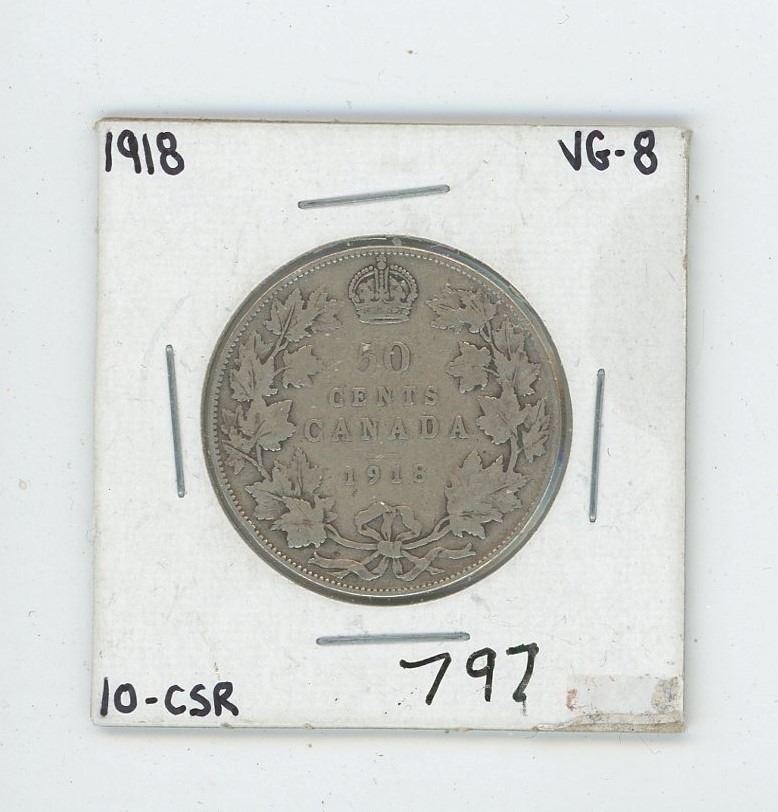 1918 VG-8
50
CENTS
CANADA
1918
10-CSR 797